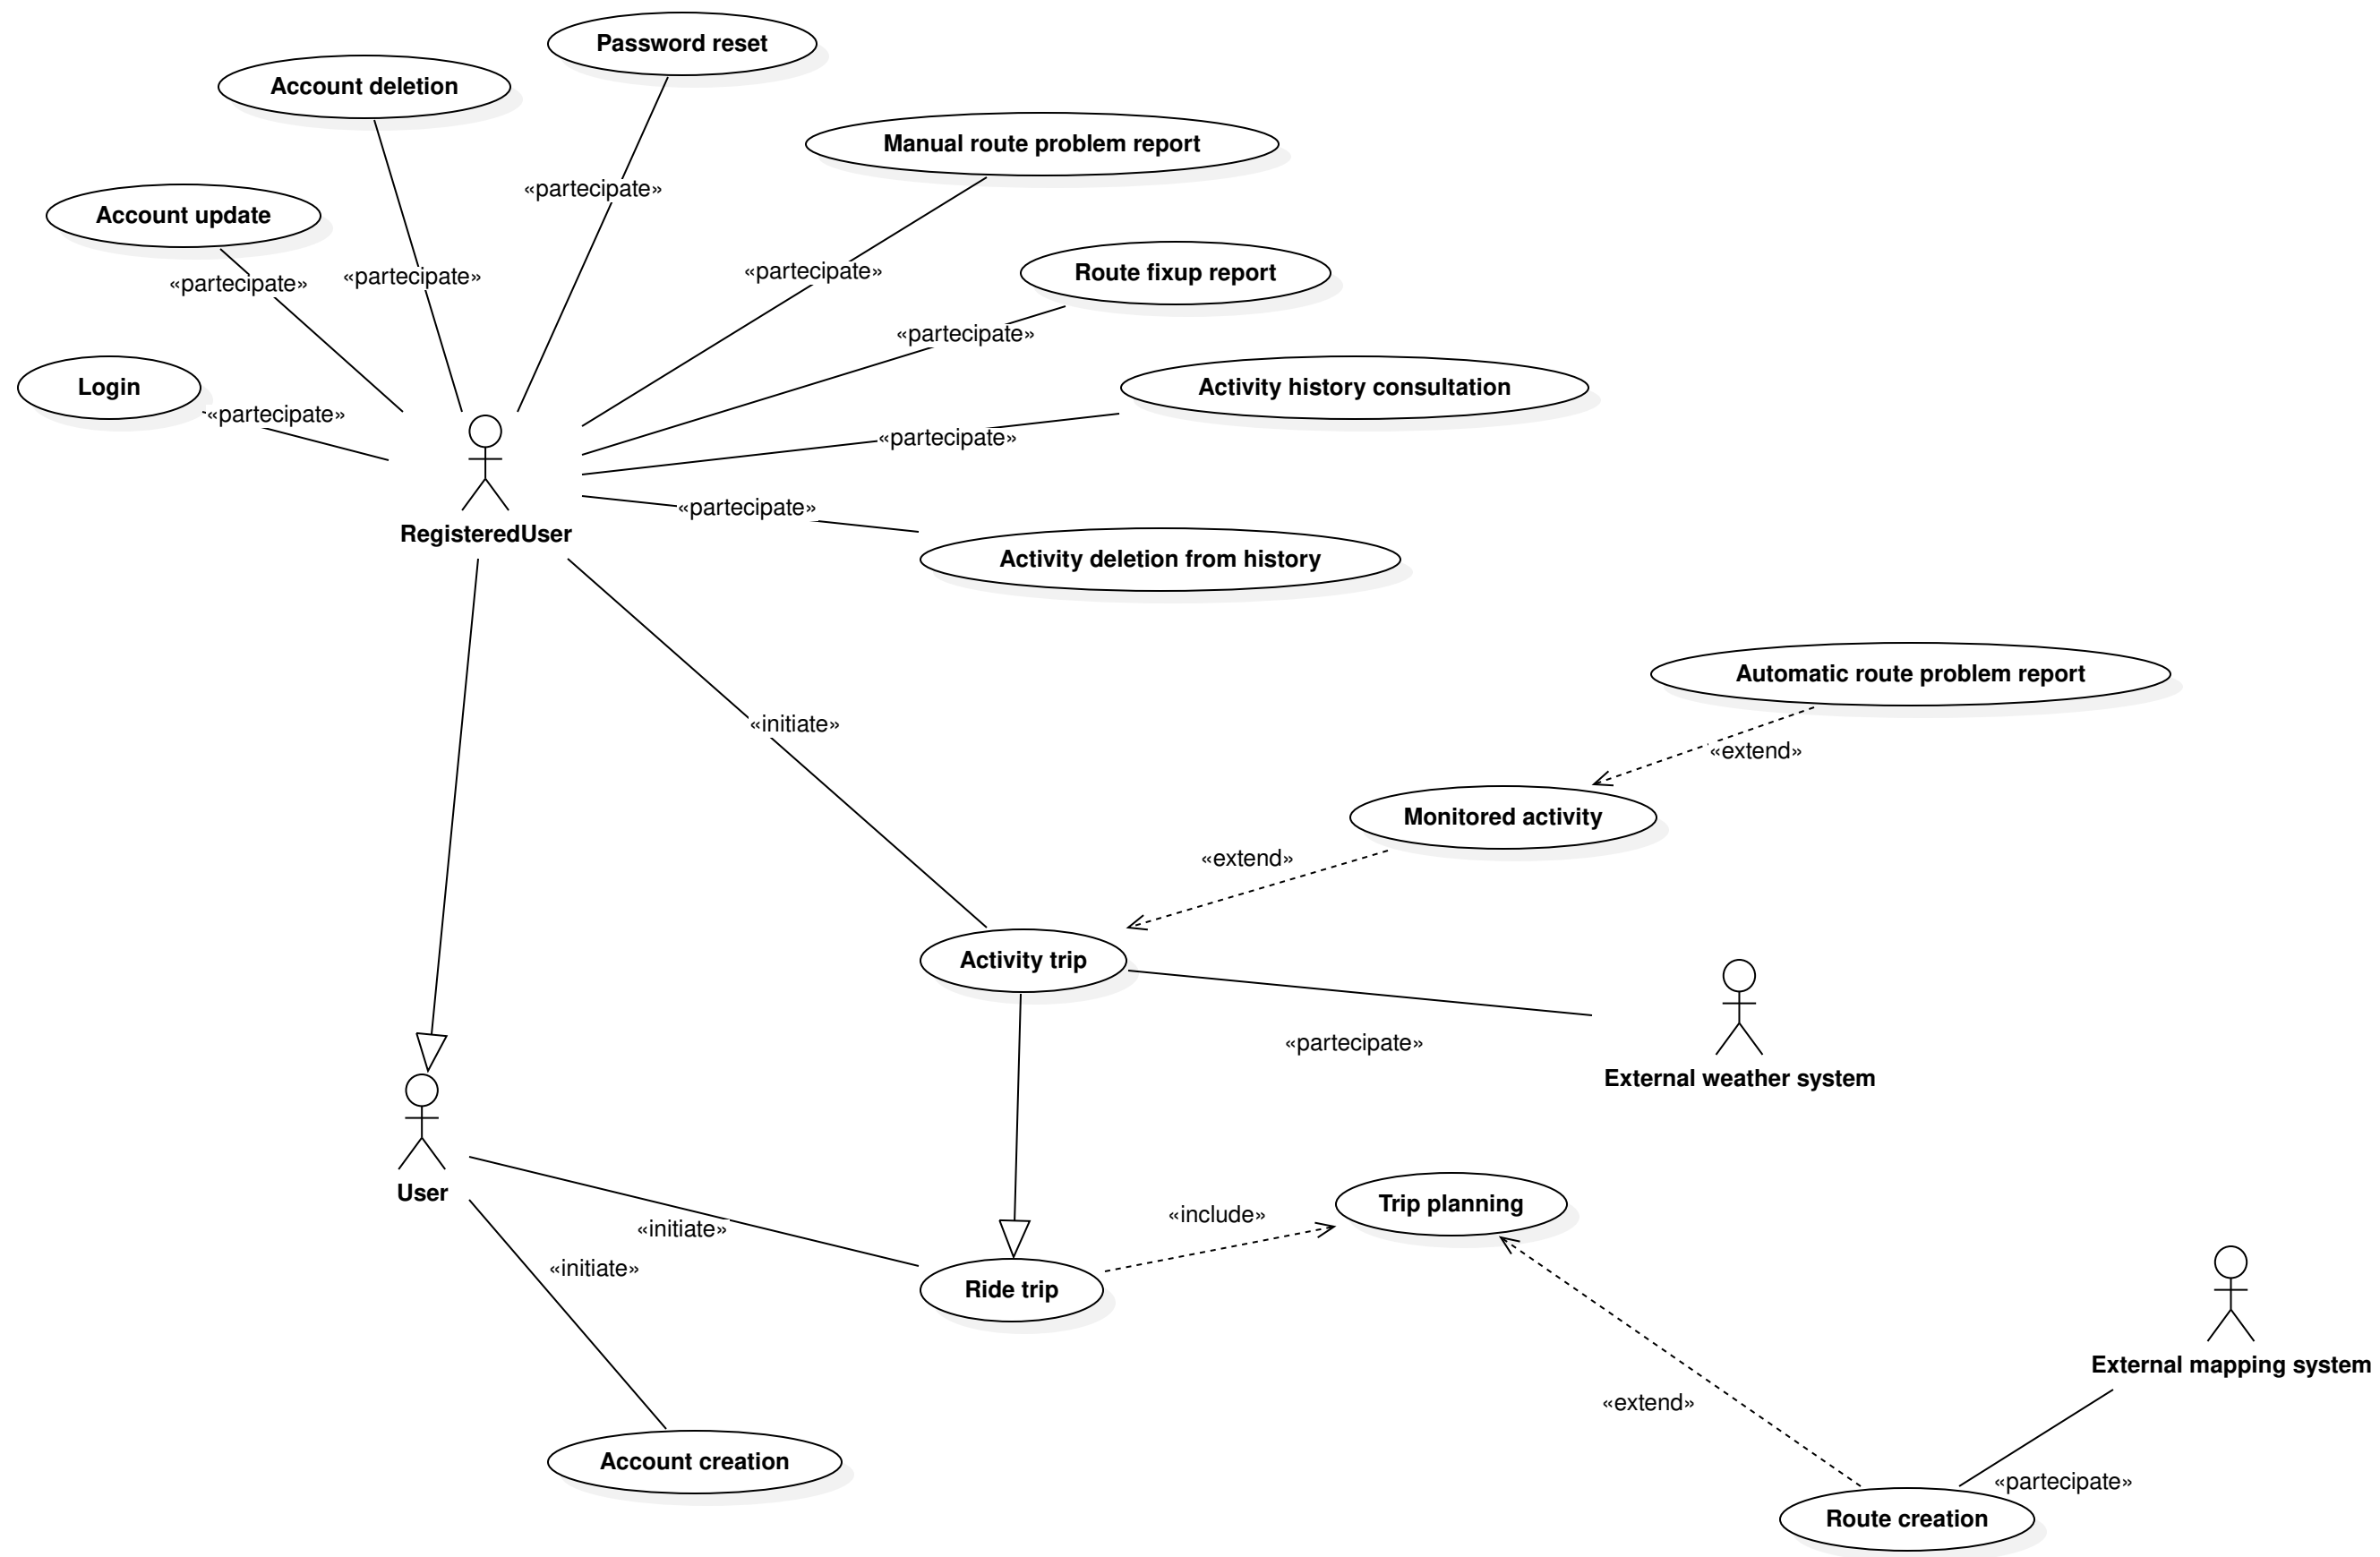 Password reset
Account deletion
Manual route problem report
«partecipate»
Account update
Route fixup report
«partecipate»
«partecipate»
«partecipate»
«partecipate»
Login
Activity history consultation
«partecipate»
«partecipate»
«partecipate»
RegisteredUser
Activity deletion from history
Automatic route problem report
«initiate»
«extend»
Monitored activity
«extend»
Activity trip
«partecipate»
External weather system
User
Trip planning
«include»
«initiate»
«initiate»
Ride trip
External mapping system
«extend»
Account creation
«partecipate»
Route creation